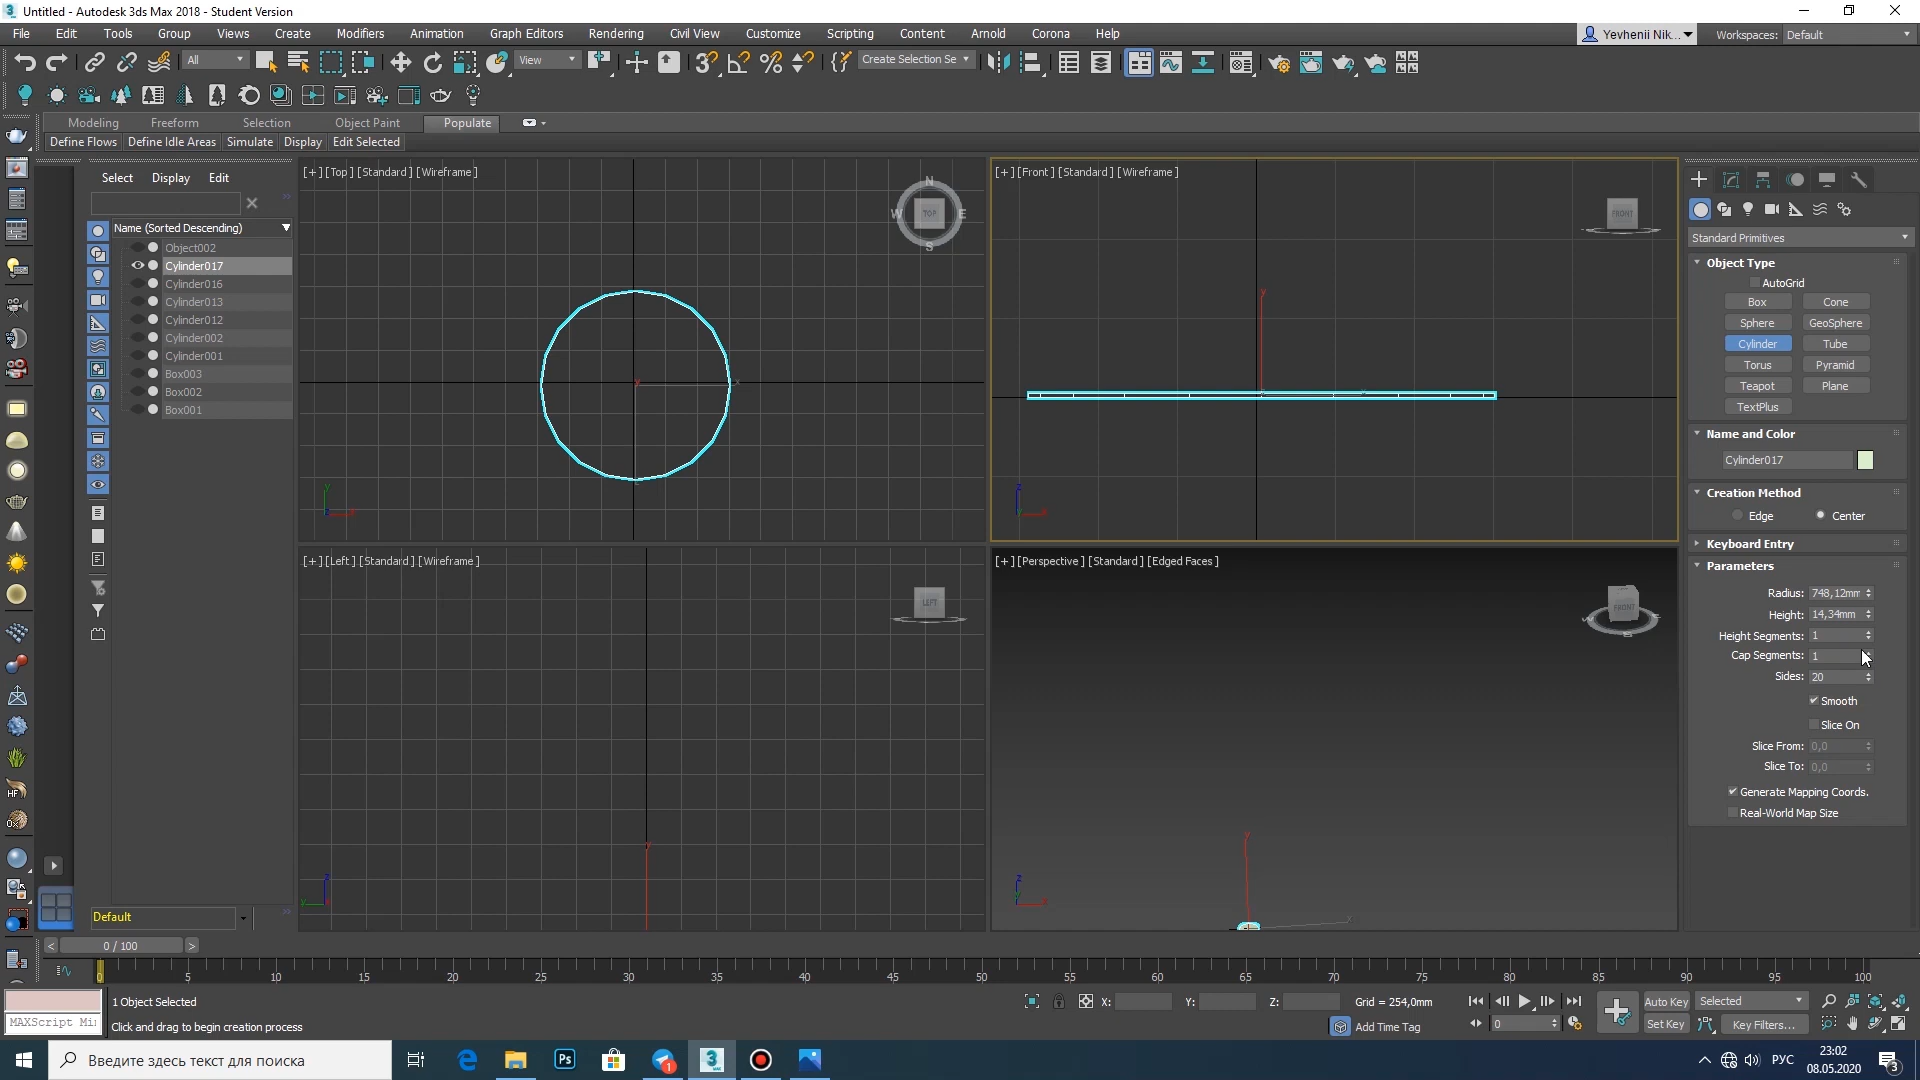 Untitled - Autodesk 3ds Max 2018 - Student Version
File Edit Tools Group Views Create Modifiers Animation Graph Editors Rendering Civil View Customize Scripting Content Arnold Corona Help
Yevhenii Nik... Workspaces: Default
All View Create Selection Se
Modeling Freeform Selection Object Paint Populate
Define Flows Define Idle Areas Simulate Display Edit Selected
Select Display Edit
Name (Sorted Descending)
Object002
Cylinder017
Cylinder016
Cylinder013
Cylinder012
Cylinder002
Cylinder001
Box003
Box002
Box001
Default
[+] [Top] [Standard] [Wireframe]
N
W TOP E
S
[+] [Front] [Standard] [Wireframe]
FRONT
[+] [Left] [Standard] [Wireframe]
LEFT
[+] [Perspective] [Standard] [Edged Faces]
FRONT
Standard Primitives
Object Type
AutoGrid
Box Cone
Sphere GeoSphere
Cylinder Tube
Torus Pyramid
Teapot Plane
TextPlus
Name and Color
Cylinder017
Creation Method
Edge Center
Keyboard Entry
Parameters
Radius: 748,12mm
Height: 14,34mm
Height Segments: 1
Cap Segments: 1
Sides: 20
Smooth
Slice On
Slice From: 0,0
Slice To: 0,0
Generate Mapping Coords.
Real-World Map Size
0 / 100
0 5 10 15 20 25 30 35 40 45 50 55 60 65 70 75 80 85 90 95 100
1 Object Selected X: Y: Z: Grid = 254,0mm Auto Key Selected
MAXScript Mi Click and drag to begin creation process Add Time Tag 0 Set Key Key Filters...
Введите здесь текст для поиска
РУС 23:02
08.05.2020
3